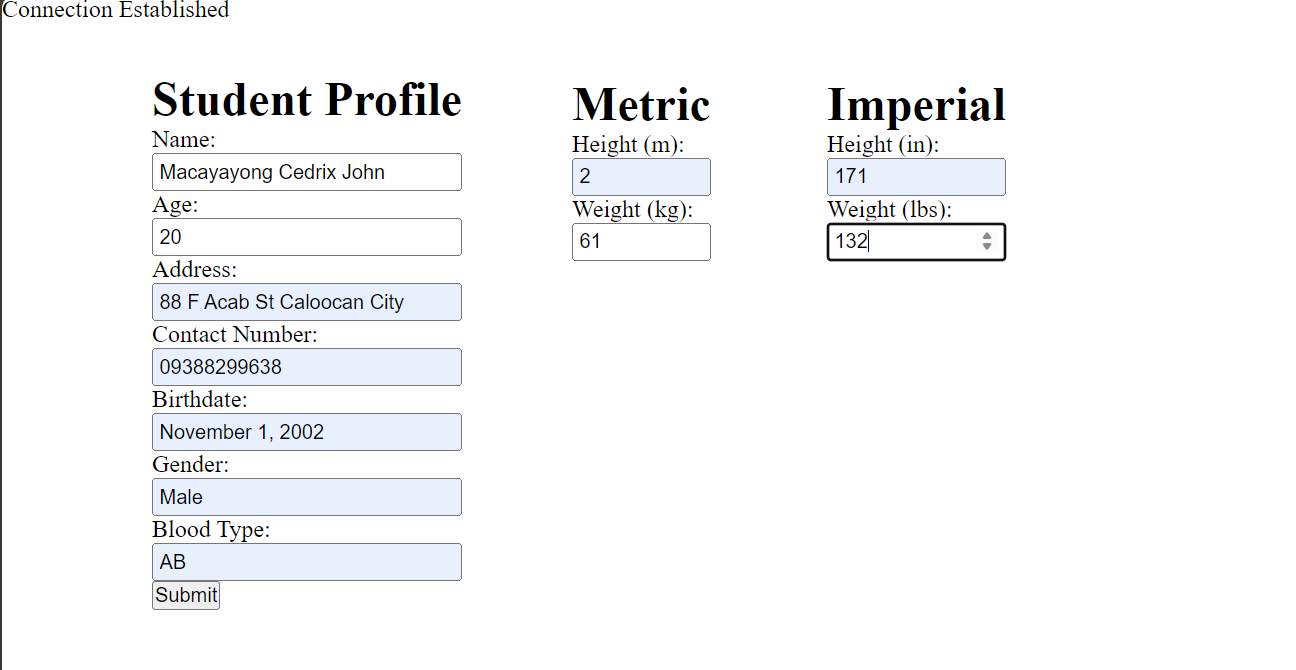 Connection Established
Student Profile
Name:
Macayayong Cedrix John
Age:
20
Address:
88 F Acab St Caloocan City
Contact Number:
09388299638
Birthdate:
November 1, 2002
Gender:
Male
Blood Type:
AB
Submit
Metric
Height (m):
2
Weight (kg):
61
Imperial
Height (in):
171
Weight (lbs):
132